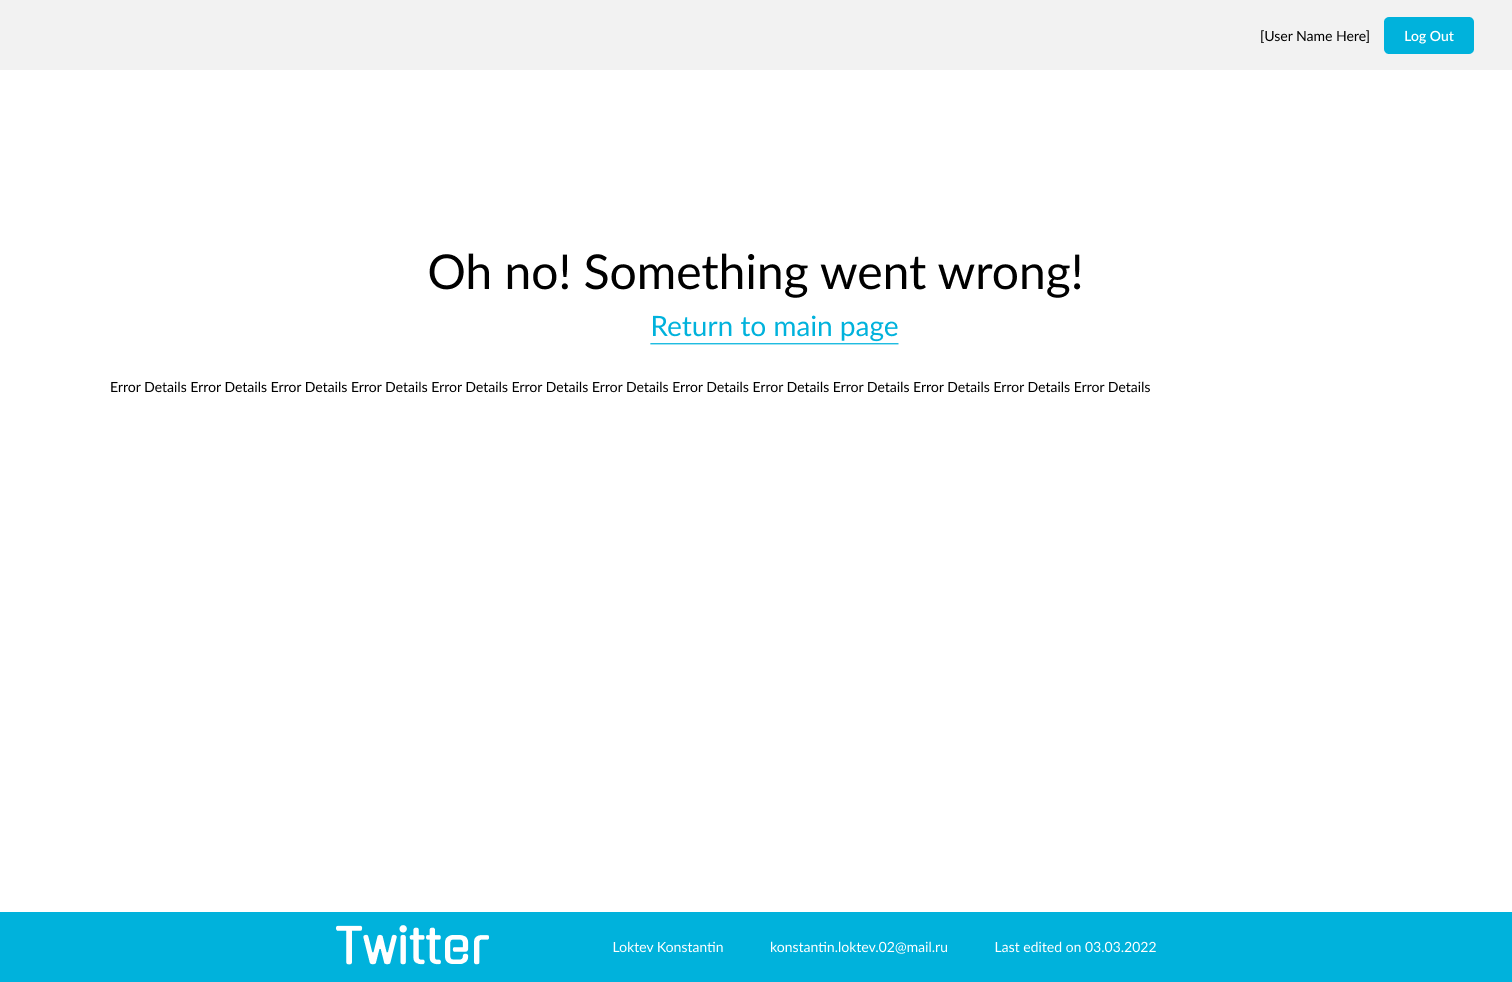 [User Name Here] Log Out
Oh no! Something went wrong!
Return to main page
Error Details Error Details Error Details Error Details Error Details Error Details Error Details Error Details Error Details Error Details Error Details Error Details Error Details
Twitter Loktev Konstantin konstantin.loktev.02@mail.ru Last edited on 03.03.2022